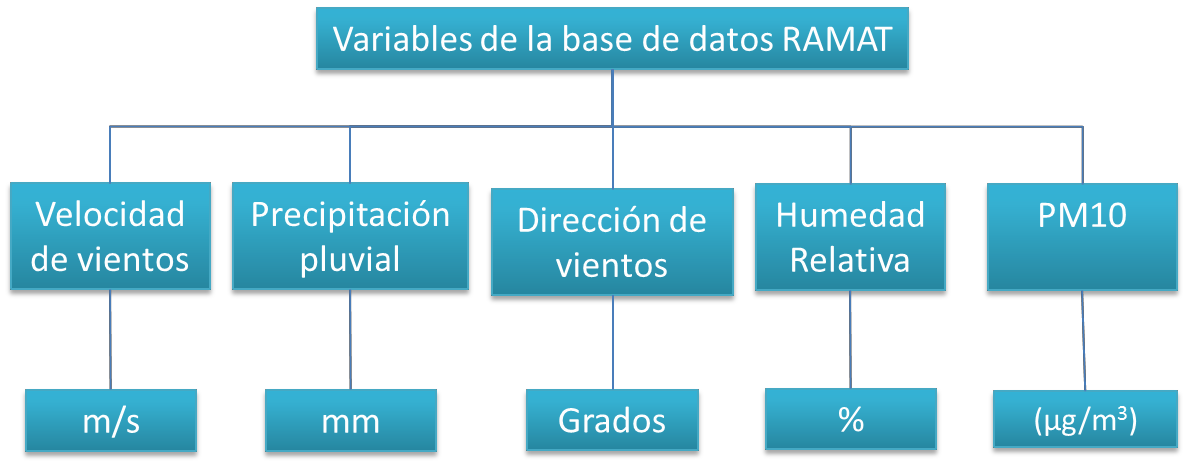 Variables de la base de datos RAMAT
Velocidad
de vientos
Precipitación
pluvial
Dirección de
vientos
Humedad
Relativa
PM10
m/s
mm
Grados
%
(µg/m³)